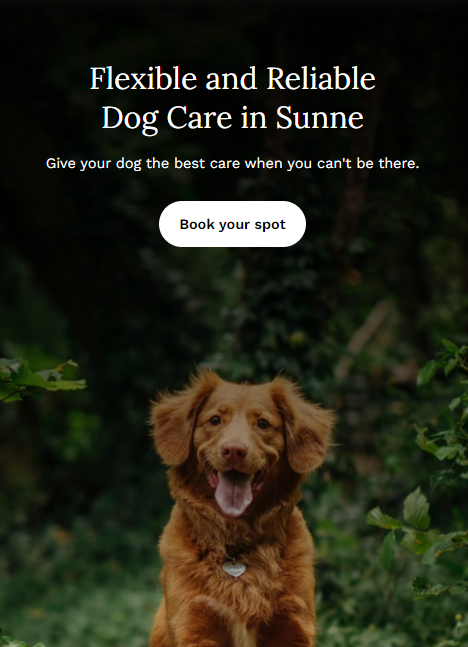 Flexible and Reliable
Dog Care in Sunne
Give your dog the best care when you can't be there.
Book your spot